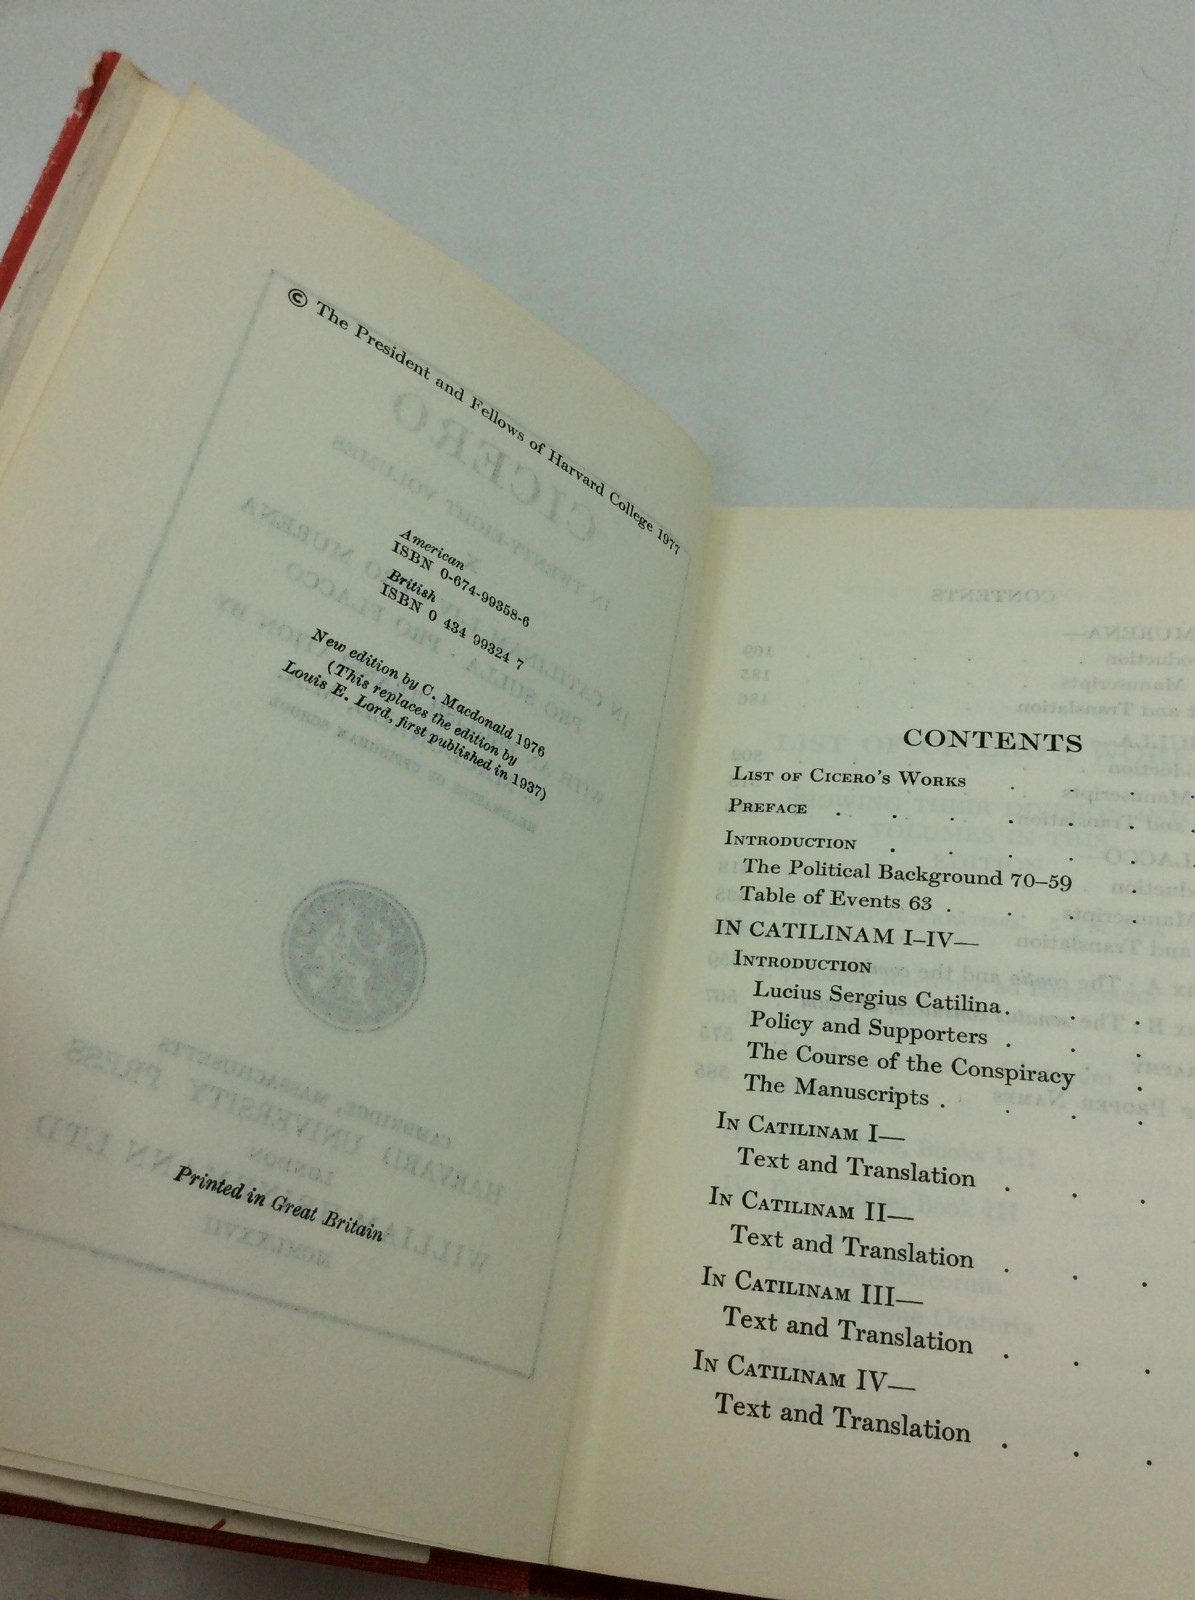 © The President and Fellows of Harvard College 1977
American
ISBN 0-674-99358-6
British
ISBN 0 434 99324 7
New edition by C. Macdonald 1976
(This replaces the edition by
Louis E. Lord, first published in 1937)
Printed in Great Britain
CONTENTS
List of Cicero's Works . . . .
Preface . . . . . . .
Introduction . . . . .
The Political Background 70–59 .
Table of Events 63 . . . .
IN CATILINAM I–IV—
Introduction
Lucius Sergius Catilina . . .
Policy and Supporters . . .
The Course of the Conspiracy .
The Manuscripts . . . .
In Catilinam I—
Text and Translation . . .
In Catilinam II—
Text and Translation . . .
In Catilinam III—
Text and Translation . . .
In Catilinam IV—
Text and Translation . . .